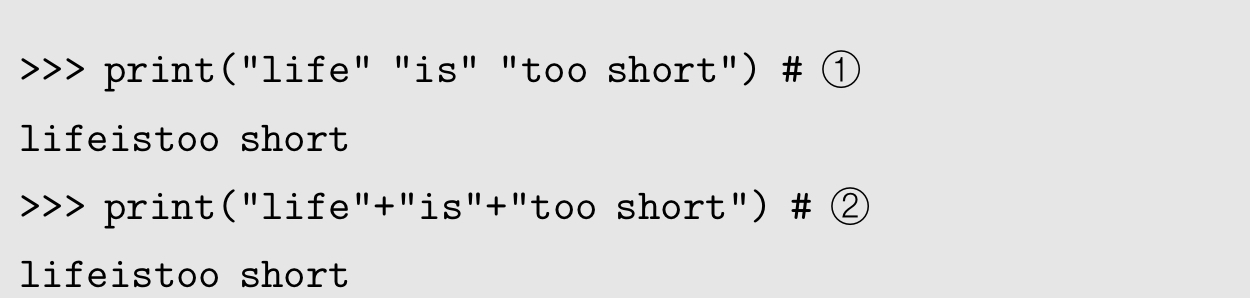 >>> print("life" "is" "too short") # ①
lifeistoo short
>>> print("life"+"is"+"too short") # ②
lifeistoo short